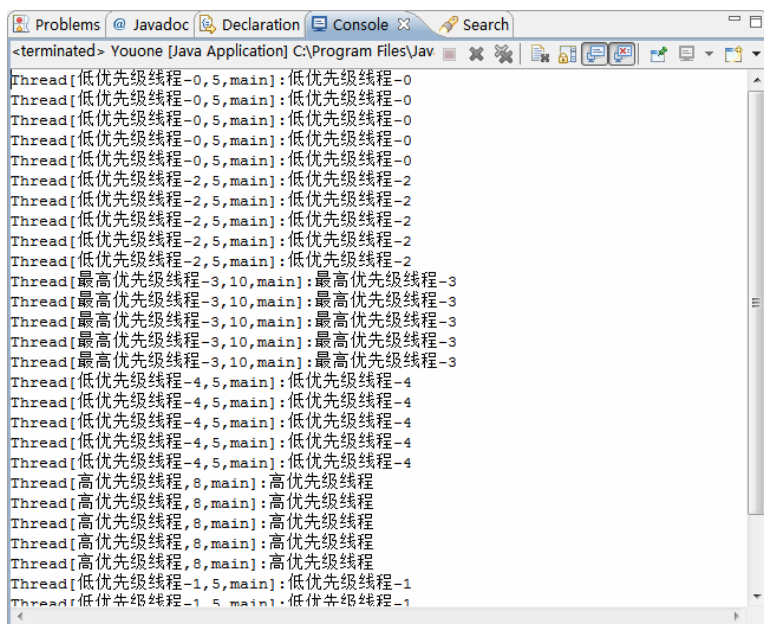 Problems @ Javadoc Declaration Console Search
<terminated> Youone [Java Application] C:\Program Files\Jav
Thread[低优先级线程-0,5,main]:低优先级线程-0
Thread[低优先级线程-0,5,main]:低优先级线程-0
Thread[低优先级线程-0,5,main]:低优先级线程-0
Thread[低优先级线程-0,5,main]:低优先级线程-0
Thread[低优先级线程-0,5,main]:低优先级线程-0
Thread[低优先级线程-2,5,main]:低优先级线程-2
Thread[低优先级线程-2,5,main]:低优先级线程-2
Thread[低优先级线程-2,5,main]:低优先级线程-2
Thread[低优先级线程-2,5,main]:低优先级线程-2
Thread[低优先级线程-2,5,main]:低优先级线程-2
Thread[最高优先级线程-3,10,main]:最高优先级线程-3
Thread[最高优先级线程-3,10,main]:最高优先级线程-3
Thread[最高优先级线程-3,10,main]:最高优先级线程-3
Thread[最高优先级线程-3,10,main]:最高优先级线程-3
Thread[最高优先级线程-3,10,main]:最高优先级线程-3
Thread[低优先级线程-4,5,main]:低优先级线程-4
Thread[低优先级线程-4,5,main]:低优先级线程-4
Thread[低优先级线程-4,5,main]:低优先级线程-4
Thread[低优先级线程-4,5,main]:低优先级线程-4
Thread[低优先级线程-4,5,main]:低优先级线程-4
Thread[高优先级线程,8,main]:高优先级线程
Thread[高优先级线程,8,main]:高优先级线程
Thread[高优先级线程,8,main]:高优先级线程
Thread[高优先级线程,8,main]:高优先级线程
Thread[高优先级线程,8,main]:高优先级线程
Thread[低优先级线程-1,5,main]:低优先级线程-1
Thread[低优先级线程-1,5,main]:低优先级线程-1